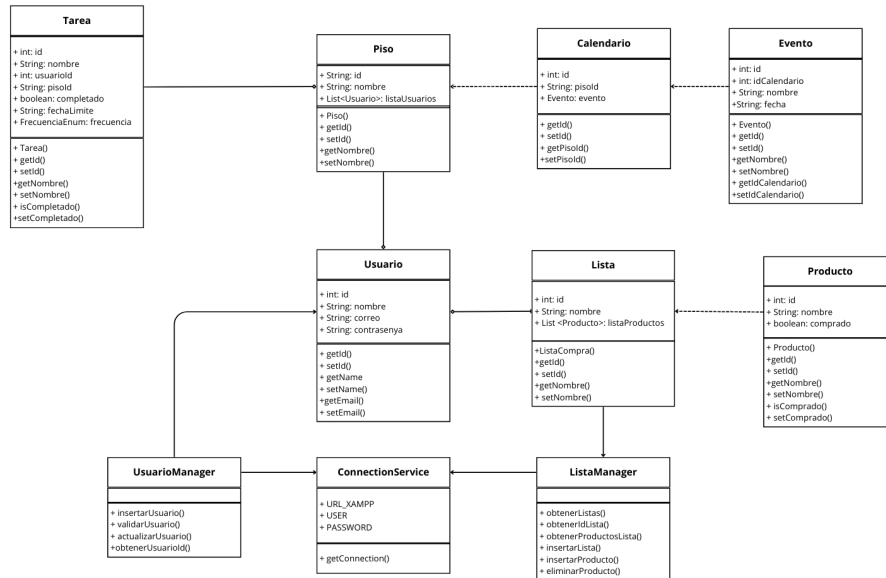 Tarea
+ int: id
+ String: nombre
+ int: usuarioId
+ String: pisoId
+ boolean: completado
+ String: fechaLimite
+ FrecuenciaEnum: frecuencia
+ Tarea()
+ getId()
+ setId()
+getNombre()
+ setNombre()
+ isCompletado()
+setCompletado()
Piso
+ String: id
+ String: nombre
+ List<Usuario>: listaUsuarios
+ Piso()
+ getId()
+ setId()
+getNombre()
+setNombre()
Calendario
+ int: id
+ String: pisoId
+ Evento: evento
+ getId()
+ setId()
+ getPisoId()
+setPisoId()
Evento
+ int: id
+ int: idCalendario
+ String: nombre
+String: fecha
+ Evento()
+ getId()
+ setId()
+getNombre()
+ setNombre()
+ getIdCalendario()
+setIdCalendario()
Usuario
+ int: id
+ String: nombre
+ String: correo
+ String: contrasenya
+ getId()
+ setId()
+ getName
+ setName()
+getEmail()
+ setEmail()
Lista
+ int: id
+ String: nombre
+ List <Producto>: listaProductos
+ListaCompra()
+getId()
+ setId()
+getNombre()
+ setNombre()
Producto
+ int: id
+ String: nombre
+ boolean: comprado
+ Producto()
+getId()
+ setId()
+getNombre()
+ setNombre()
+ isComprado()
+ setComprado()
UsuarioManager
+ insertarUsuario()
+ validarUsuario()
+ actualizarUsuario()
+obtenerUsuarioId()
ConnectionService
+ URL_XAMPP
+ USER
+ PASSWORD
+ getConnection()
ListaManager
+ obtenerListas()
+ obtenerIdLista()
+ obtenerProductosLista()
+ insertarLista()
+ insertarProducto()
+ eliminarProducto()